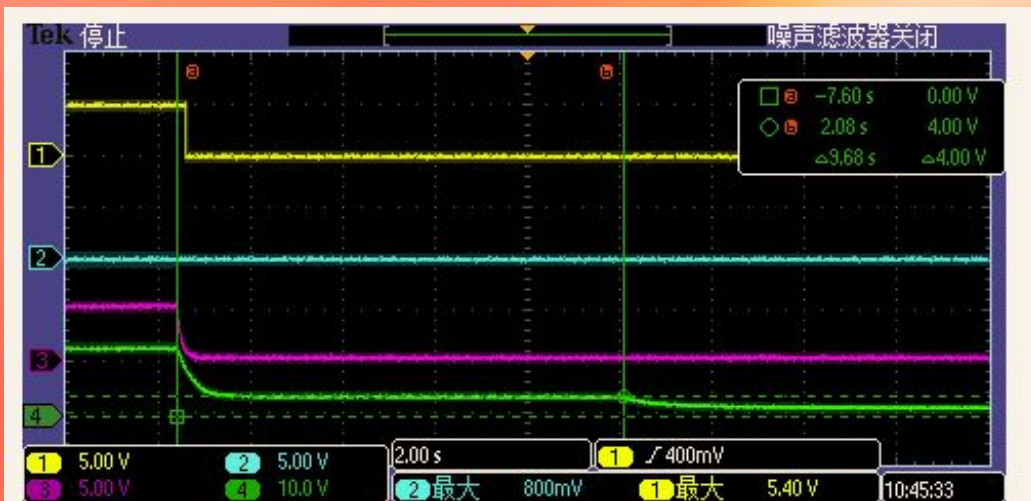 Tek 停止 噪声滤波器关闭
a b
a -7.60 s 0.00 V
b 2.08 s 4.00 V
△9.68 s △4.00 V
1
2
3
4
1 5.00 V 2 5.00 V 2.00 s 1 400mV
3 5.00 V 4 10.0 V 2 最大 800mV 1 最大 5.40 V 10:45:33